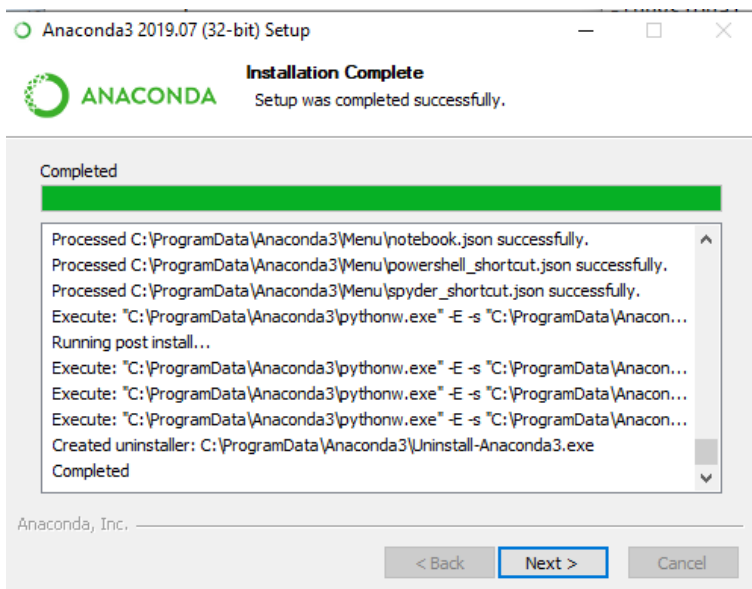 Anaconda3 2019.07 (32-bit) Setup
Installation Complete
ANACONDA
Setup was completed successfully.
Completed
Processed C:\ProgramData\Anaconda3\Menu\notebook.json successfully.
Processed C:\ProgramData\Anaconda3\Menu\powershell_shortcut.json successfully.
Processed C:\ProgramData\Anaconda3\Menu\spyder_shortcut.json successfully.
Execute: "C:\ProgramData\Anaconda3\pythonw.exe" -E -s "C:\ProgramData\Anacon...
Running post install...
Execute: "C:\ProgramData\Anaconda3\pythonw.exe" -E -s "C:\ProgramData\Anacon...
Execute: "C:\ProgramData\Anaconda3\pythonw.exe" -E -s "C:\ProgramData\Anacon...
Execute: "C:\ProgramData\Anaconda3\pythonw.exe" -E -s "C:\ProgramData\Anacon...
Created uninstaller: C:\ProgramData\Anaconda3\Uninstall-Anaconda3.exe
Completed
Anaconda, Inc.
< Back Next > Cancel